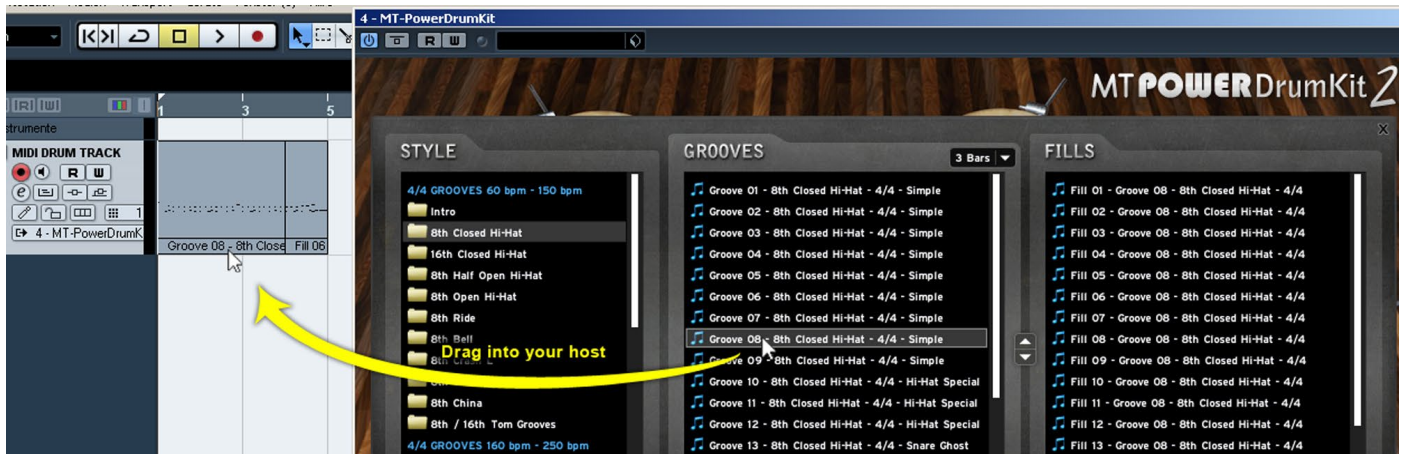 4 - MT-PowerDrumKit
R W
MT POWER DrumKit 2
R W
1 3 5
strumente
MIDI DRUM TRACK
R W
e
1
4 - MT-PowerDrumK
Groove 08 - 8th Close Fill 06
Drag into your host
STYLE
4/4 GROOVES 60 bpm - 150 bpm
Intro
8th Closed Hi-Hat
16th Closed Hi-Hat
8th Half Open Hi-Hat
8th Open Hi-Hat
8th Ride
8th Bell
8th China
8th / 16th Tom Grooves
4/4 GROOVES 160 bpm - 250 bpm
GROOVES
3 Bars
Groove 01 - 8th Closed Hi-Hat - 4/4 - Simple
Groove 02 - 8th Closed Hi-Hat - 4/4 - Simple
Groove 03 - 8th Closed Hi-Hat - 4/4 - Simple
Groove 04 - 8th Closed Hi-Hat - 4/4 - Simple
Groove 05 - 8th Closed Hi-Hat - 4/4 - Simple
Groove 06 - 8th Closed Hi-Hat - 4/4 - Simple
Groove 07 - 8th Closed Hi-Hat - 4/4 - Simple
Groove 08 - 8th Closed Hi-Hat - 4/4 - Simple
Groove 09 - 8th Closed Hi-Hat - 4/4 - Simple
Groove 10 - 8th Closed Hi-Hat - 4/4 - Hi-Hat Special
Groove 11 - 8th Closed Hi-Hat - 4/4 - Hi-Hat Special
Groove 12 - 8th Closed Hi-Hat - 4/4 - Hi-Hat Special
Groove 13 - 8th Closed Hi-Hat - 4/4 - Snare Ghost
FILLS
X
Fill 01 - Groove 08 - 8th Closed Hi-Hat - 4/4
Fill 02 - Groove 08 - 8th Closed Hi-Hat - 4/4
Fill 03 - Groove 08 - 8th Closed Hi-Hat - 4/4
Fill 04 - Groove 08 - 8th Closed Hi-Hat - 4/4
Fill 05 - Groove 08 - 8th Closed Hi-Hat - 4/4
Fill 06 - Groove 08 - 8th Closed Hi-Hat - 4/4
Fill 07 - Groove 08 - 8th Closed Hi-Hat - 4/4
Fill 08 - Groove 08 - 8th Closed Hi-Hat - 4/4
Fill 09 - Groove 08 - 8th Closed Hi-Hat - 4/4
Fill 10 - Groove 08 - 8th Closed Hi-Hat - 4/4
Fill 11 - Groove 08 - 8th Closed Hi-Hat - 4/4
Fill 12 - Groove 08 - 8th Closed Hi-Hat - 4/4
Fill 13 - Groove 08 - 8th Closed Hi-Hat - 4/4